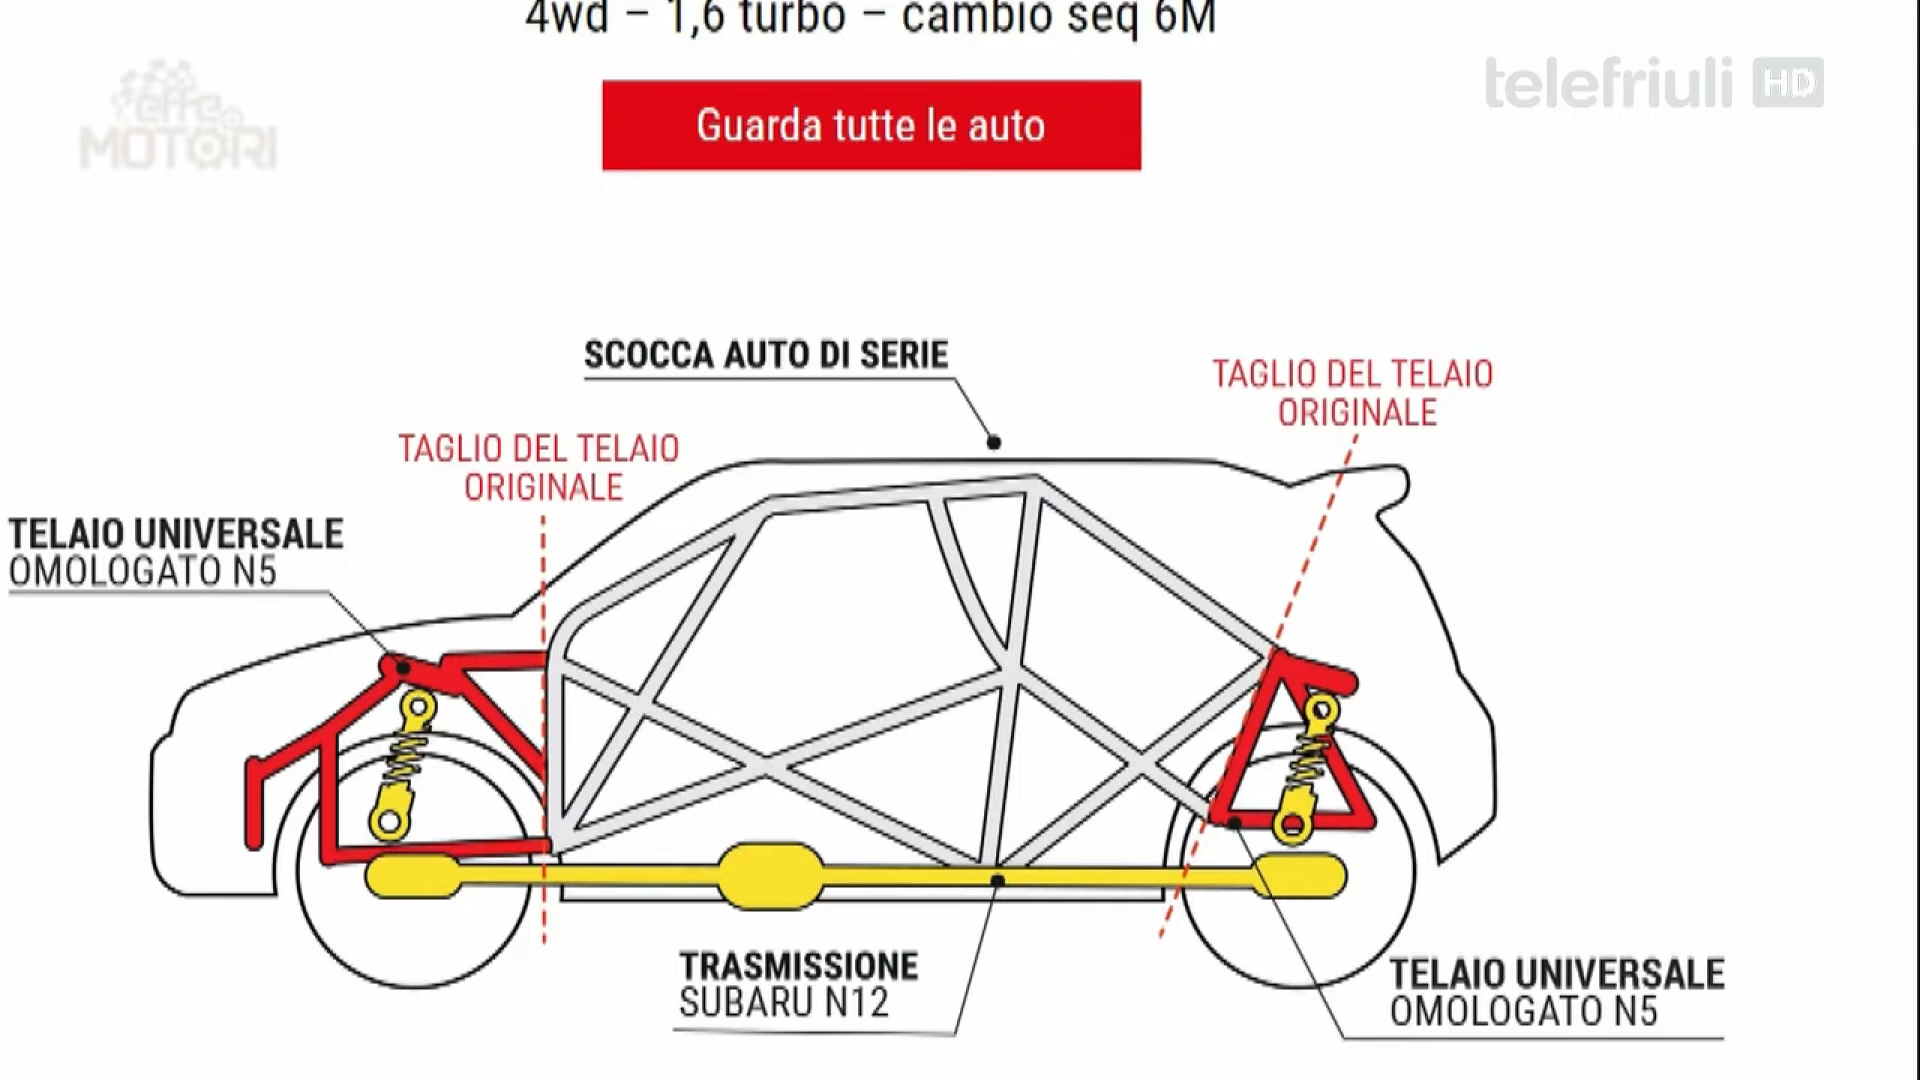 4wd – 1,6 turbo – cambio seq 6M
effe
MOTORI
telefriuli HD
Guarda tutte le auto
SCOCCA AUTO DI SERIE
TAGLIO DEL TELAIO
ORIGINALE
TAGLIO DEL TELAIO
ORIGINALE
TELAIO UNIVERSALE
OMOLOGATO N5
TRASMISSIONE
SUBARU N12
TELAIO UNIVERSALE
OMOLOGATO N5